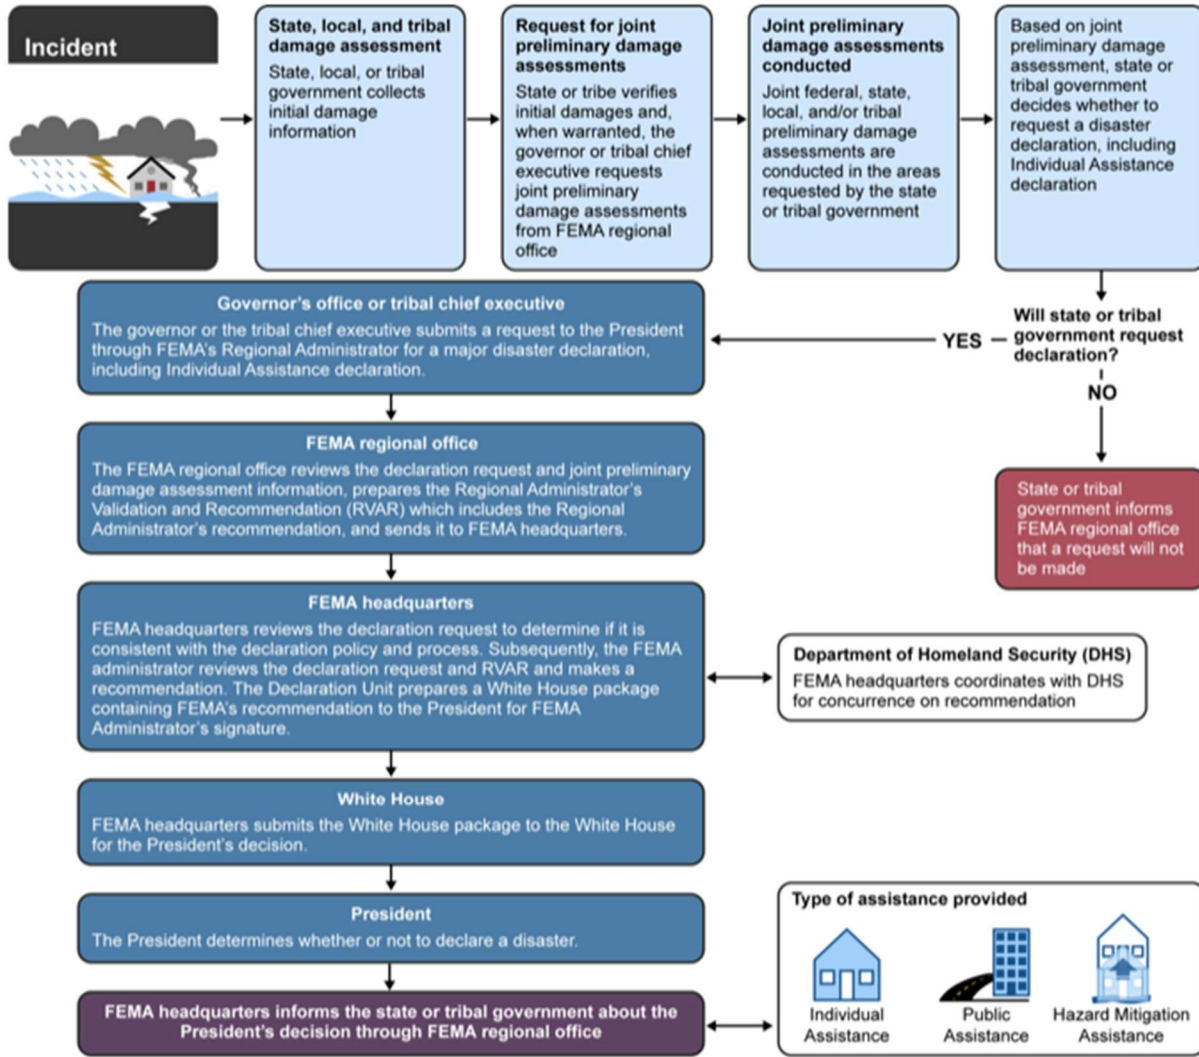 Incident
State, local, and tribal
damage assessment
State, local, or tribal
government collects
initial damage
information
Request for joint
preliminary damage
assessments
State or tribe verifies
initial damages and,
when warranted, the
governor or tribal chief
executive requests
joint preliminary
damage assessments
from FEMA regional
office
Joint preliminary
damage assessments
conducted
Joint federal, state,
local, and/or tribal
preliminary damage
assessments are
conducted in the areas
requested by the state
or tribal government
Based on joint
preliminary damage
assessment, state or
tribal government
decides whether to
request a disaster
declaration, including
Individual Assistance
declaration
Will state or tribal
government request
declaration?
YES
NO
State or tribal
government informs
FEMA regional office
that a request will not
be made
Governor's office or tribal chief executive
The governor or the tribal chief executive submits a request to the President
through FEMA's Regional Administrator for a major disaster declaration,
including Individual Assistance declaration.
FEMA regional office
The FEMA regional office reviews the declaration request and joint preliminary
damage assessment information, prepares the Regional Administrator's
Validation and Recommendation (RVAR) which includes the Regional
Administrator's recommendation, and sends it to FEMA headquarters.
FEMA headquarters
FEMA headquarters reviews the declaration request to determine if it is
consistent with the declaration policy and process. Subsequently, the FEMA
administrator reviews the declaration request and RVAR and makes a
recommendation. The Declaration Unit prepares a White House package
containing FEMA's recommendation to the President for FEMA
Administrator's signature.
Department of Homeland Security (DHS)
FEMA headquarters coordinates with DHS
for concurrence on recommendation
White House
FEMA headquarters submits the White House package to the White House
for the President's decision.
President
The President determines whether or not to declare a disaster.
FEMA headquarters informs the state or tribal government about the
President's decision through FEMA regional office
Type of assistance provided
Individual
Assistance
Public
Assistance
Hazard Mitigation
Assistance